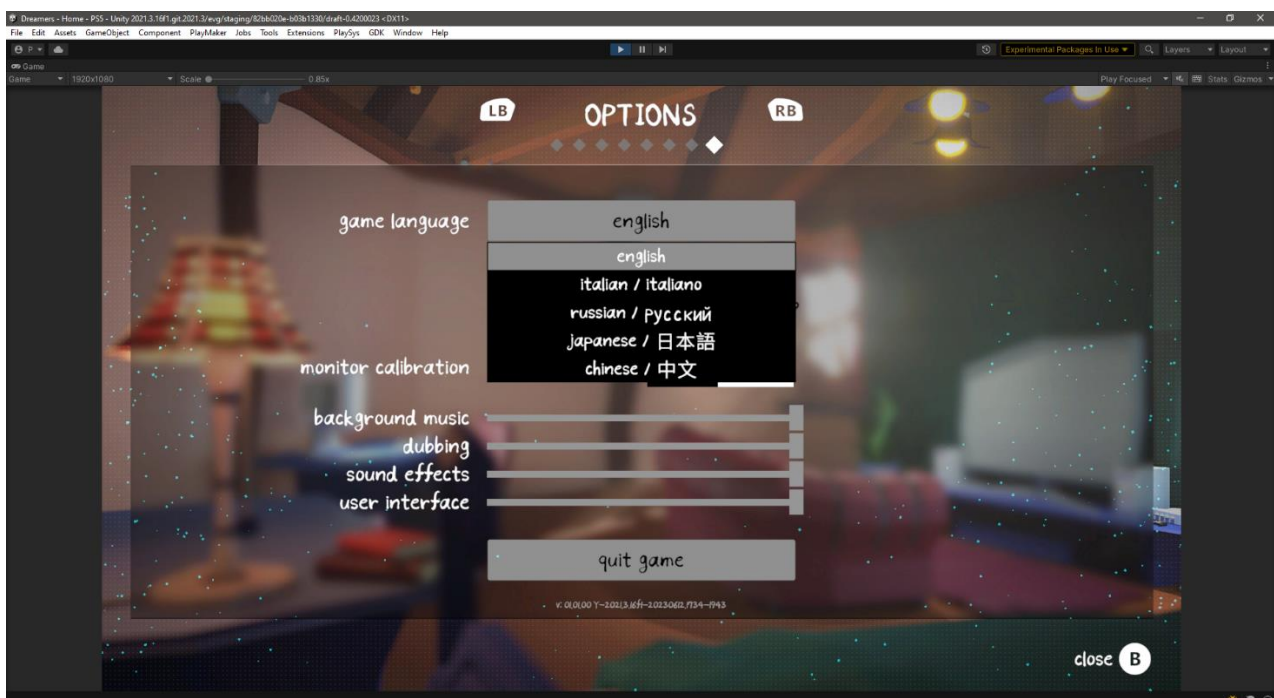 Dreamers - Home - PS5 - Unity 2021.3.16f1.git.2021.3/evg/staging/82bb020e-b03b1330/draft-0.4200023 <DX11>
File Edit Assets GameObject Component PlayMaker Jobs Tools Extensions PlaySys GDK Window Help
P Experimental Packages In Use Layers Layout
Game
Game 1920x1080 Scale 0.85x Play Focused Stats Gizmos
LB OPTIONS RB
game language english
english
italian / italiano
russian / русский
japanese / 日本語
chinese / 中文
monitor calibration
background music
dubbing
sound effects
user interface
quit game
close B